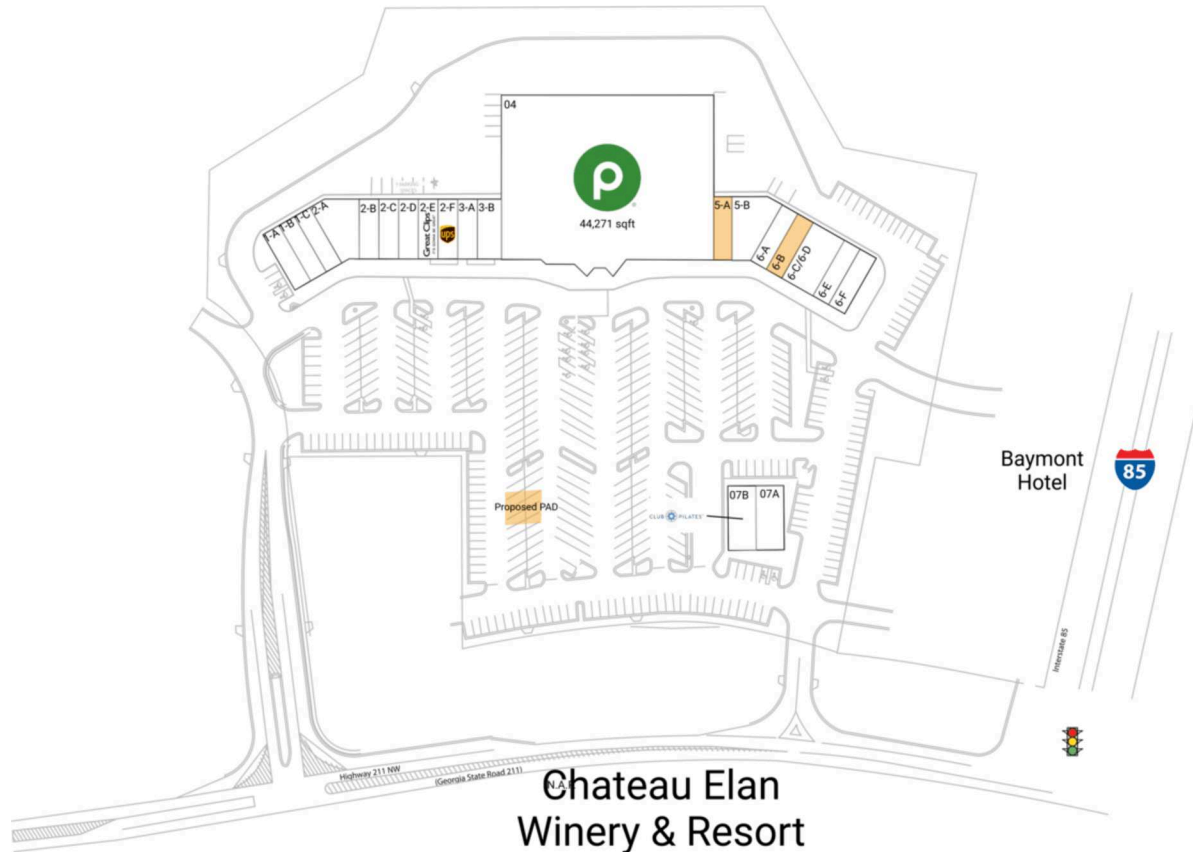 04
44,271 sqft
1-A
1-B
1-C
2-A
2-B
2-C
2-D
2-E
2-F
3-A
3-B
Great Clips
ups
5-A
5-B
6-A
6-B
6-C/6-D
6-E
6-F
Baymont
Hotel
85
Proposed PAD
CLUB PILATES
07B
07A
Interstate 85
Highway 211 NW
(Georgia State Road 211)
Chateau Elan
Winery & Resort